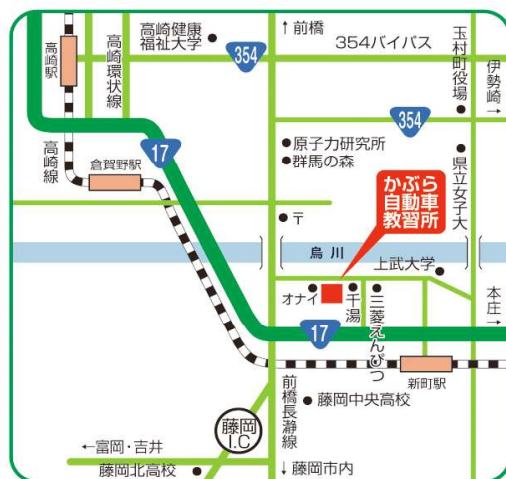 高崎駅
高崎環状線
高崎健康
福祉大学
↑前橋
354バイパス
354
玉村町役場
伊勢崎→
354
高崎線
倉賀野駅
17
原子力研究所
群馬の森
県立女子大
かぶら
自動車
教習所
〒
烏川
上武大学
オナイ
千湯
三菱えんぴつ
本庄→
17
新町駅
前橋長瀞線
藤岡中央高校
藤岡
I.C
←富岡・吉井
藤岡北高校
↓藤岡市内